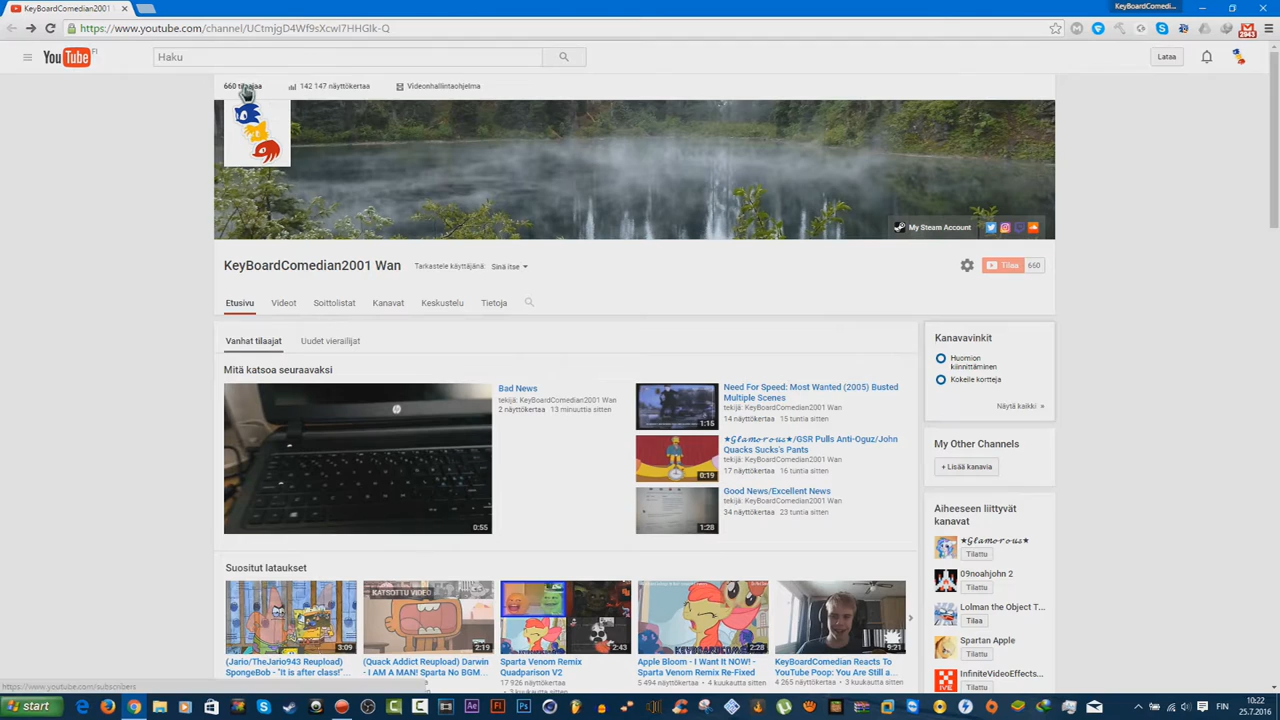 KeyBoardComedian2001 W
KeyBoardComedi...
https://www.youtube.com/channel/UCtmjgD4Wf9sXcwI7HHGIk-Q
2943
YouTube FI
Haku
Lataa
660 tilaajaa
142 147 näyttökertaa
Videonhallintaohjelma
My Steam Account
KeyBoardComedian2001 Wan
Tarkastele käyttäjänä: Sinä itse
Tilaa 660
Etusivu Videot Soittolistat Kanavat Keskustelu Tietoja
Vanhat tilaajat Uudet vierailijat
Mitä katsoa seuraavaksi
hp
0:55
Bad News
tekijä: KeyBoardComedian2001 Wan
2 näyttökertaa • 13 minuuttia sitten
1:15
Need For Speed: Most Wanted (2005) Busted
Multiple Scenes
tekijä: KeyBoardComedian2001 Wan
14 näyttökertaa • 15 tuntia sitten
0:19
★𝓖𝓵𝓪𝓶𝓸𝓻𝓸𝓾𝓼★/GSR Pulls Anti-Oguz/John
Quacks Sucks's Pants
tekijä: KeyBoardComedian2001 Wan
17 näyttökertaa • 16 tuntia sitten
1:28
Good News/Excellent News
tekijä: KeyBoardComedian2001 Wan
34 näyttökertaa • 23 tuntia sitten
Kanavavinkit
Huomion
kiinnittäminen
Kokeile kortteja
Näytä kaikki »
My Other Channels
+ Lisää kanavia
Aiheeseen liittyvät
kanavat
★𝓖𝓵𝓪𝓶𝓸𝓻𝓸𝓾𝓼★
Tilattu
09noahjohn 2
Tilattu
Lolman the Object T...
Tilaa
Spartan Apple
Tilattu
InfiniteVideoEffects...
Tilattu
Suositut lataukset
3:09
(Jario/TheJario943 Reupload)
SpongeBob - "It is after class!"...
KATSOTTU VIDEO
2:19
(Quack Addict Reupload) Darwin
- I AM A MAN! Sparta No BGM...
2:43
Sparta Venom Remix
Quadparison V2
17 926 näyttökertaa •
3 kuukautta sitten
2:28
Apple Bloom - I Want It NOW! -
Sparta Venom Remix Re-Fixed
5 494 näyttökertaa • 4 kuukautta sitten
9:21
KeyBoardComedian Reacts To
YouTube Poop: You Are Still a...
4 265 näyttökertaa • 3 kuukautta sitten
https://www.youtube.com/subscribers
start
FIN
10:22
25.7.2016